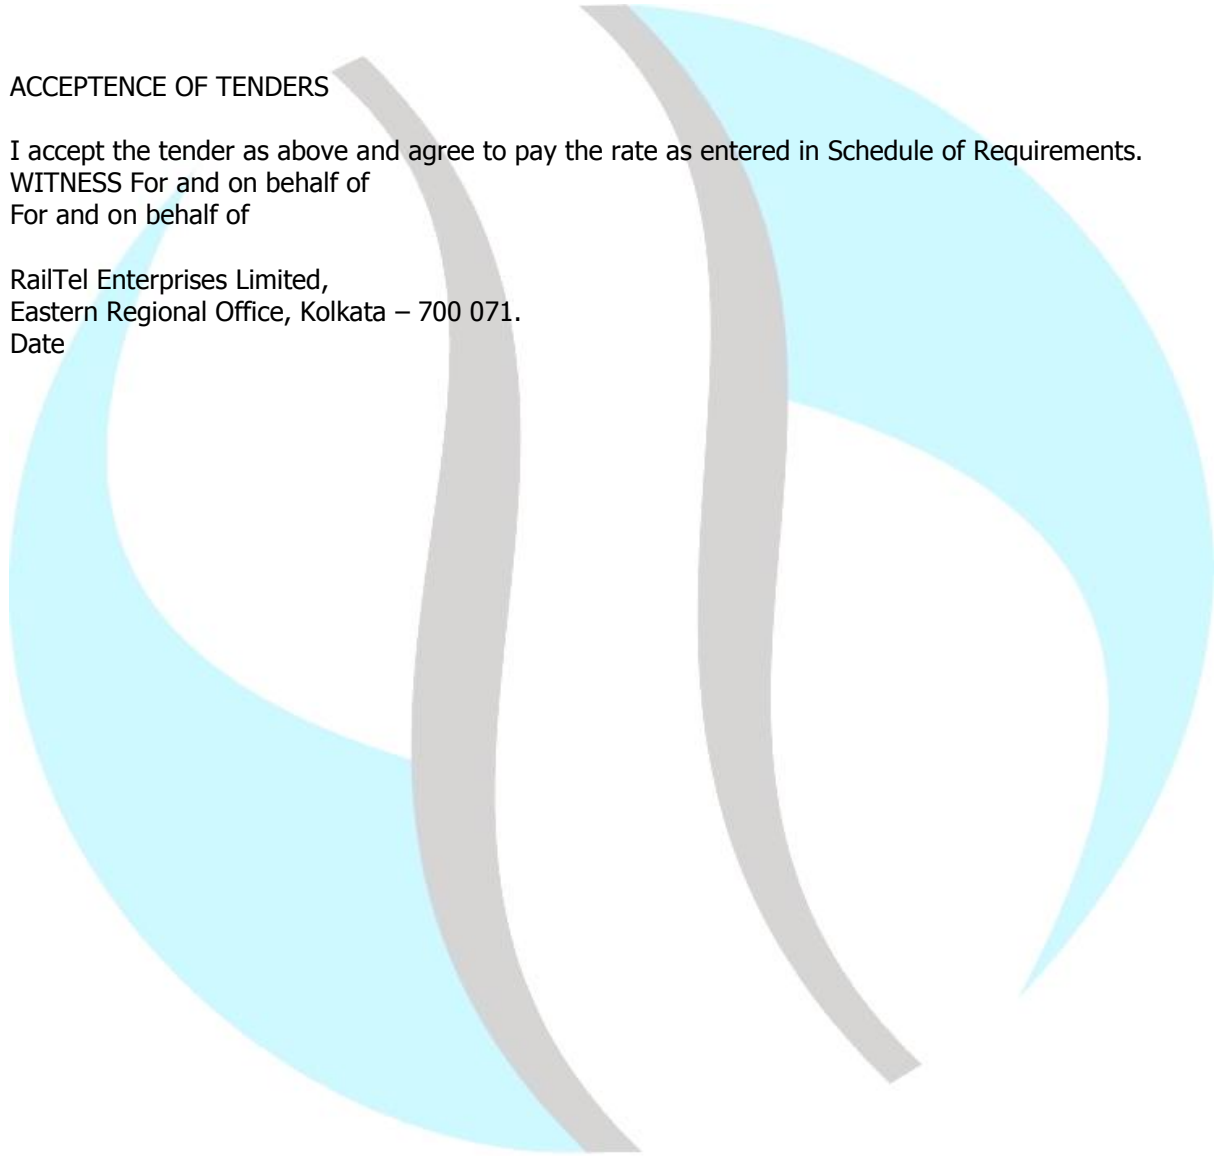 ACCEPTENCE OF TENDERS
I accept the tender as above and agree to pay the rate as entered in Schedule of Requirements.
WITNESS For and on behalf of
For and on behalf of
RailTel Enterprises Limited,
Eastern Regional Office, Kolkata – 700 071.
Date